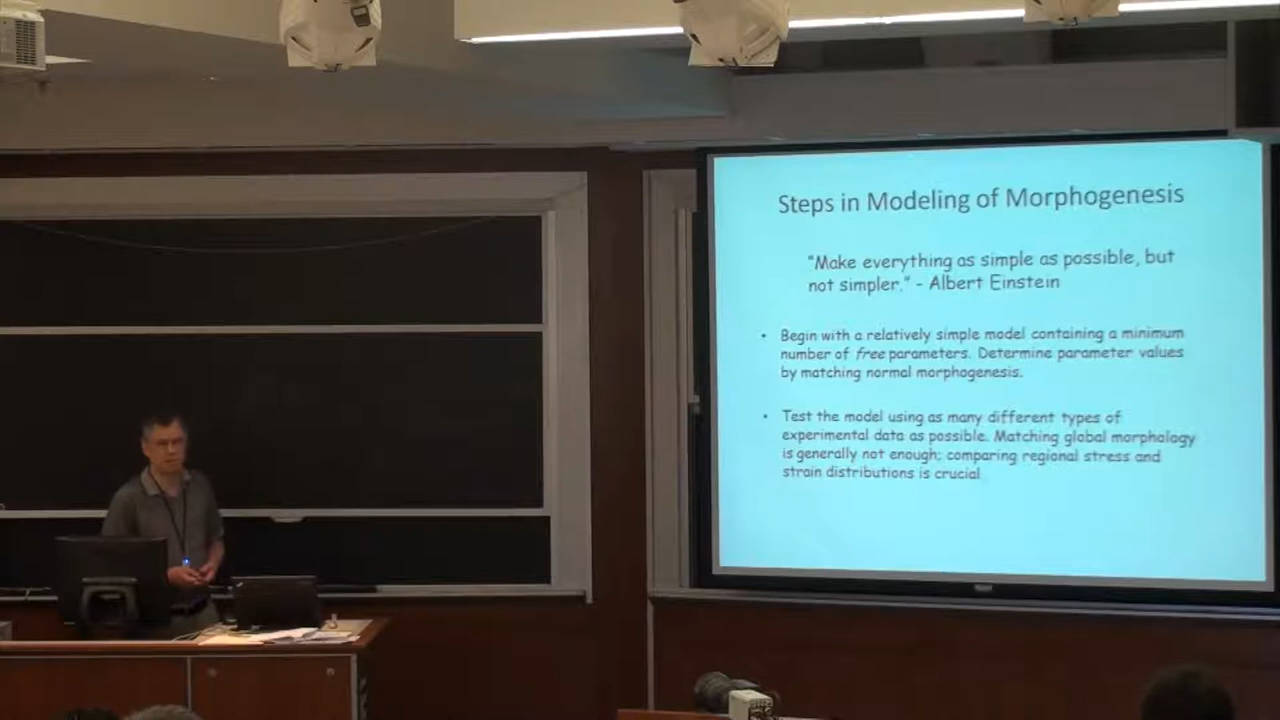 Steps in Modeling of Morphogenesis
"Make everything as simple as possible, but
not simpler." - Albert Einstein
• Begin with a relatively simple model containing a minimum
number of free parameters. Determine parameter values
by matching normal morphogenesis.
• Test the model using as many different types of
experimental data as possible. Matching global morphology
is generally not enough; comparing regional stress and
strain distributions is crucial